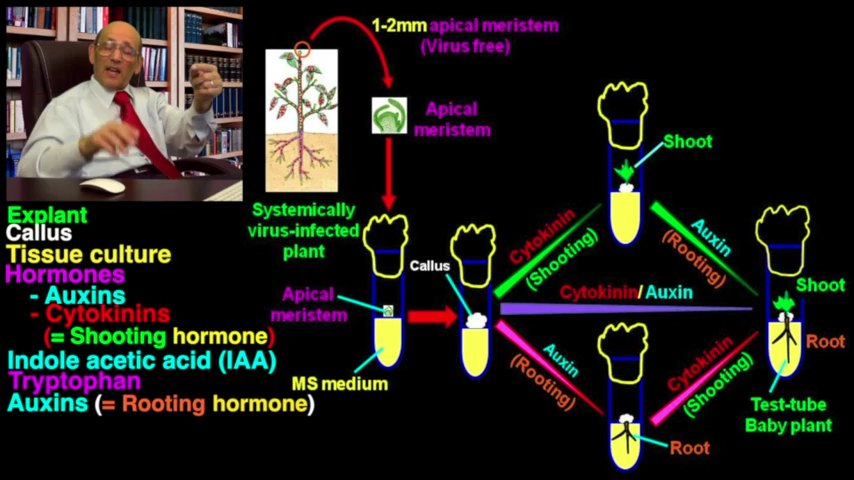 Explant
Callus
Tissue culture
Hormones
- Auxins
- Cytokinins
(= Shooting hormone)
Indole acetic acid (IAA)
Tryptophan
Auxins (= Rooting hormone)
1-2mm apical meristem
(Virus free)
Apical
meristem
Systemically
virus-infected
plant
Apical
meristem
MS medium
Callus
Cytokinin
(Shooting)
Shoot
Auxin
(Rooting)
Cytokinin/Auxin
Auxin
(Rooting)
Root
Cytokinin
(Shooting)
Shoot
Root
Test-tube
Baby plant